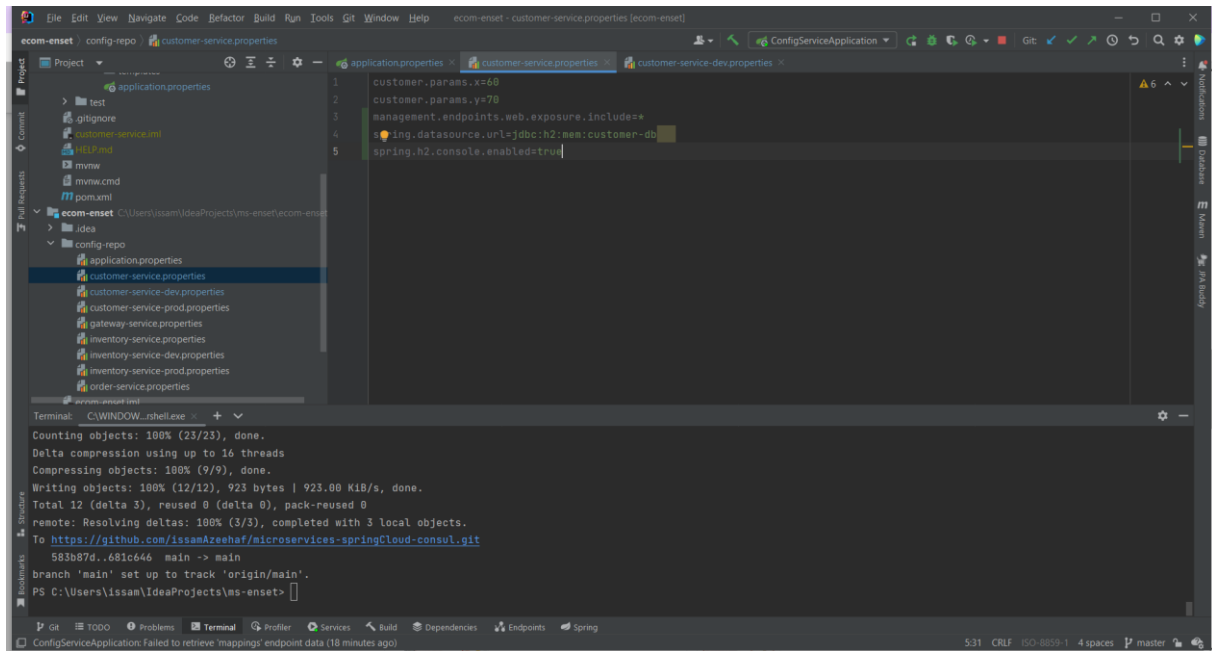 File Edit View Navigate Code Refactor Build Run Tools Git Window Help ecom-enset - customer-service.properties [ecom-enset]
ecom-enset config-repo customer-service.properties ConfigServiceApplication Git:
Project
application.properties customer-service.properties customer-service-dev.properties
application.properties
test
.gitignore
customer-service.iml
HELP.md
mvnw
mvnw.cmd
pom.xml
ecom-enset C:\Users\issam\IdeaProjects\ms-enset\ecom-enset
.idea
config-repo
application.properties
customer-service.properties
customer-service-dev.properties
customer-service-prod.properties
gateway-service.properties
inventory-service.properties
inventory-service-dev.properties
inventory-service-prod.properties
order-service.properties
ecom-enset.iml
1 customer.params.x=60
2 customer.params.y=70
3 management.endpoints.web.exposure.include=*
4 spring.datasource.url=jdbc:h2:mem:customer-db
5 spring.h2.console.enabled=true
6
Project
Commit
Pull Requests
Structure
Bookmarks
Notifications
Database
Maven
JPA Buddy
Terminal: C:\WINDOW...rshell.exe
Counting objects: 100% (23/23), done.
Delta compression using up to 16 threads
Compressing objects: 100% (9/9), done.
Writing objects: 100% (12/12), 923 bytes | 923.00 KiB/s, done.
Total 12 (delta 3), reused 0 (delta 0), pack-reused 0
remote: Resolving deltas: 100% (3/3), completed with 3 local objects.
To https://github.com/issamAzeehaf/microservices-springCloud-consul.git
583b87d..681c646 main -> main
branch 'main' set up to track 'origin/main'.
PS C:\Users\issam\IdeaProjects\ms-enset>
Git TODO Problems Terminal Profiler Services Build Dependencies Endpoints Spring
ConfigServiceApplication: Failed to retrieve 'mappings' endpoint data (18 minutes ago) 5:31 CRLF ISO-8859-1 4 spaces master